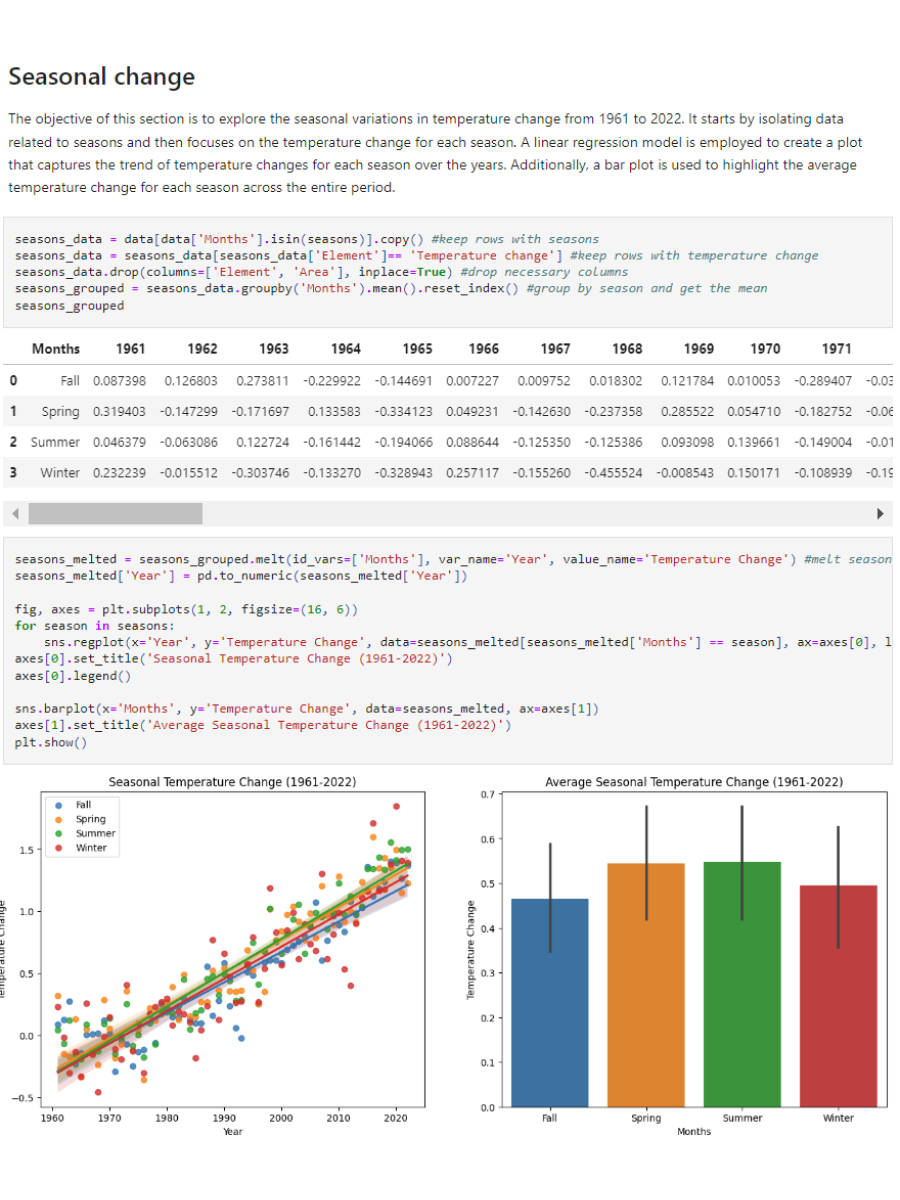 Seasonal change
The objective of this section is to explore the seasonal variations in temperature change from 1961 to 2022. It starts by isolating data
related to seasons and then focuses on the temperature change for each season. A linear regression model is employed to create a plot
that captures the trend of temperature changes for each season over the years. Additionally, a bar plot is used to highlight the average
temperature change for each season across the entire period.
seasons_data = data[data['Months'].isin(seasons)].copy() #keep rows with seasons
seasons_data = seasons_data[seasons_data['Element']== 'Temperature change'] #keep rows with temperature change
seasons_data.drop(columns=['Element', 'Area'], inplace=True) #drop necessary columns
seasons_grouped = seasons_data.groupby('Months').mean().reset_index() #group by season and get the mean
seasons_grouped
Months 1961 1962 1963 1964 1965 1966 1967 1968 1969 1970 1971
0 Fall 0.087398 0.126803 0.273811 -0.229922 -0.144691 0.007227 0.009752 0.018302 0.121784 0.010053 -0.289407 -0.03
1 Spring 0.319403 -0.147299 -0.171697 0.133583 -0.334123 0.049231 -0.142630 -0.237358 0.285522 0.054710 -0.182752 -0.06
2 Summer 0.046379 -0.063086 0.122724 -0.161442 -0.194066 0.088644 -0.125350 -0.125386 0.093098 0.139661 -0.149004 -0.01
3 Winter 0.232239 -0.015512 -0.303746 -0.133270 -0.328943 0.257117 -0.155260 -0.455524 -0.008543 0.150171 -0.108939 -0.19
seasons_melted = seasons_grouped.melt(id_vars=['Months'], var_name='Year', value_name='Temperature Change') #melt season
seasons_melted['Year'] = pd.to_numeric(seasons_melted['Year'])
fig, axes = plt.subplots(1, 2, figsize=(16, 6))
for season in seasons:
sns.regplot(x='Year', y='Temperature Change', data=seasons_melted[seasons_melted['Months'] == season], ax=axes[0], l
axes[0].set_title('Seasonal Temperature Change (1961-2022)')
axes[0].legend()
sns.barplot(x='Months', y='Temperature Change', data=seasons_melted, ax=axes[1])
axes[1].set_title('Average Seasonal Temperature Change (1961-2022)')
plt.show()
Seasonal Temperature Change (1961-2022)
Fall
Spring
Summer
Winter
1.5
1.0
0.5
0.0
−0.5
Temperature Change
1960 1970 1980 1990 2000 2010 2020
Year
Average Seasonal Temperature Change (1961-2022)
0.7
0.6
0.5
0.4
0.3
0.2
0.1
0.0
Temperature Change
Fall Spring Summer Winter
Months